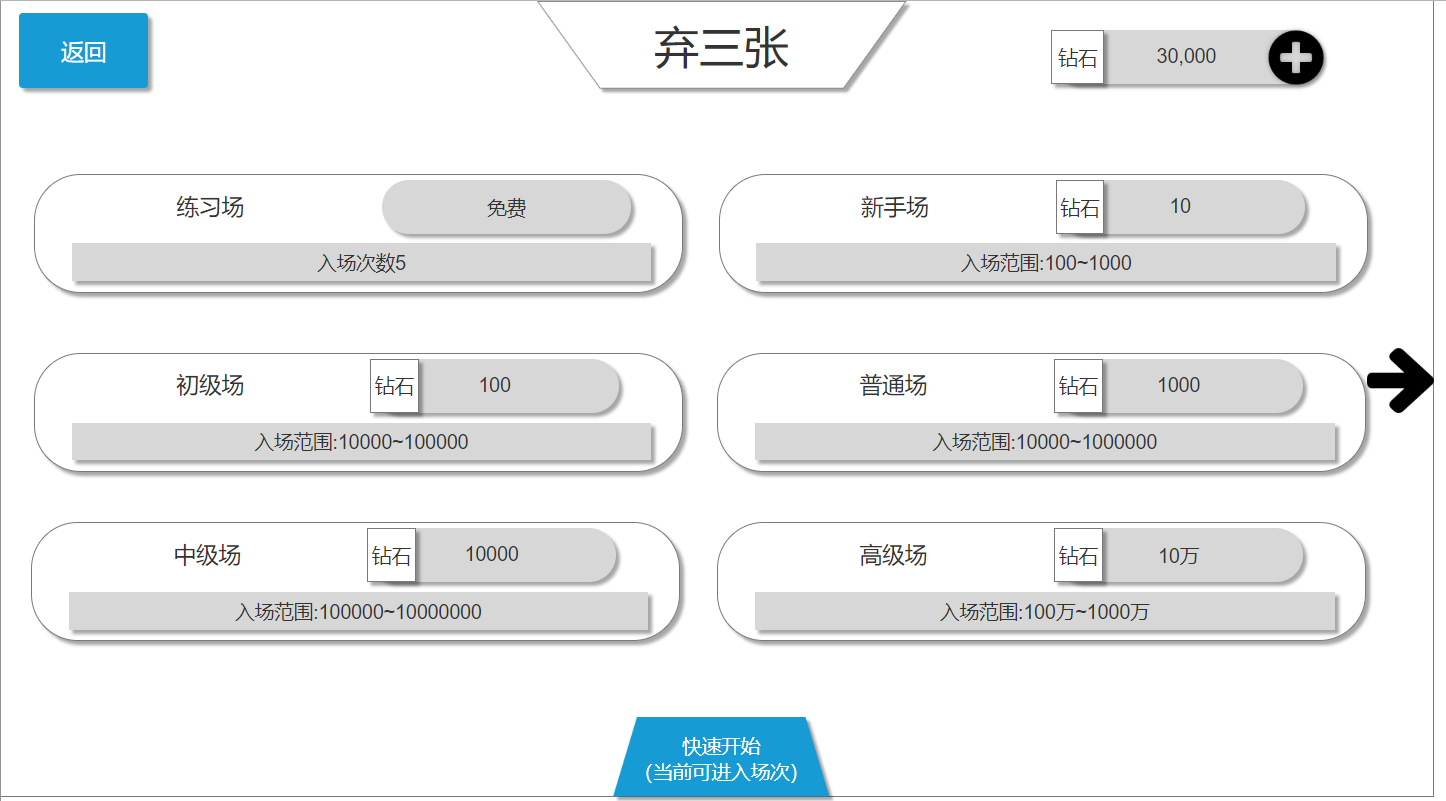 返回
弃三张
钻石
30,000
练习场
免费
入场次数5
新手场
钻石
10
入场范围:100~1000
初级场
钻石
100
入场范围:10000~100000
普通场
钻石
1000
入场范围:10000~1000000
中级场
钻石
10000
入场范围:100000~10000000
高级场
钻石
10万
入场范围:100万~1000万
快速开始
(当前可进入场次)